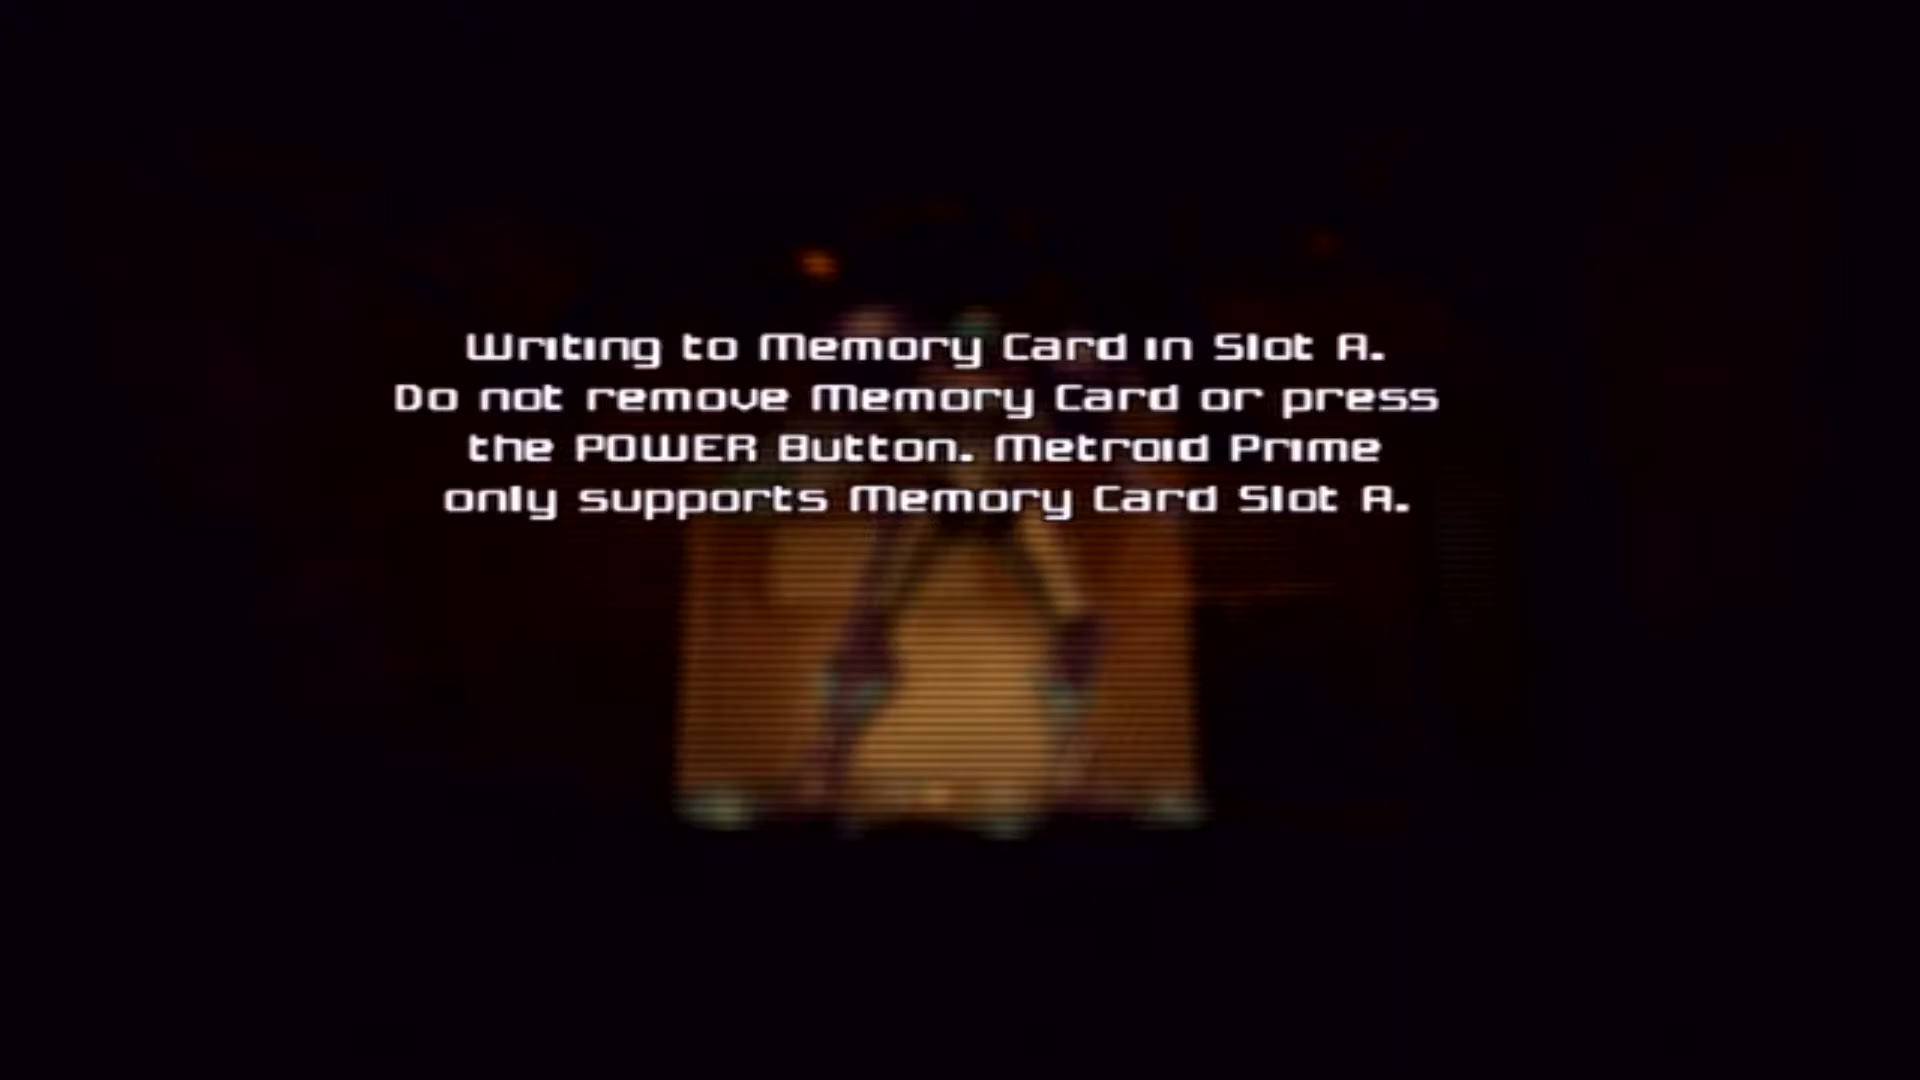 Writing to Memory Card in Slot A.
Do not remove Memory Card or press
the POWER Button. Metroid Prime
only supports Memory Card Slot A.